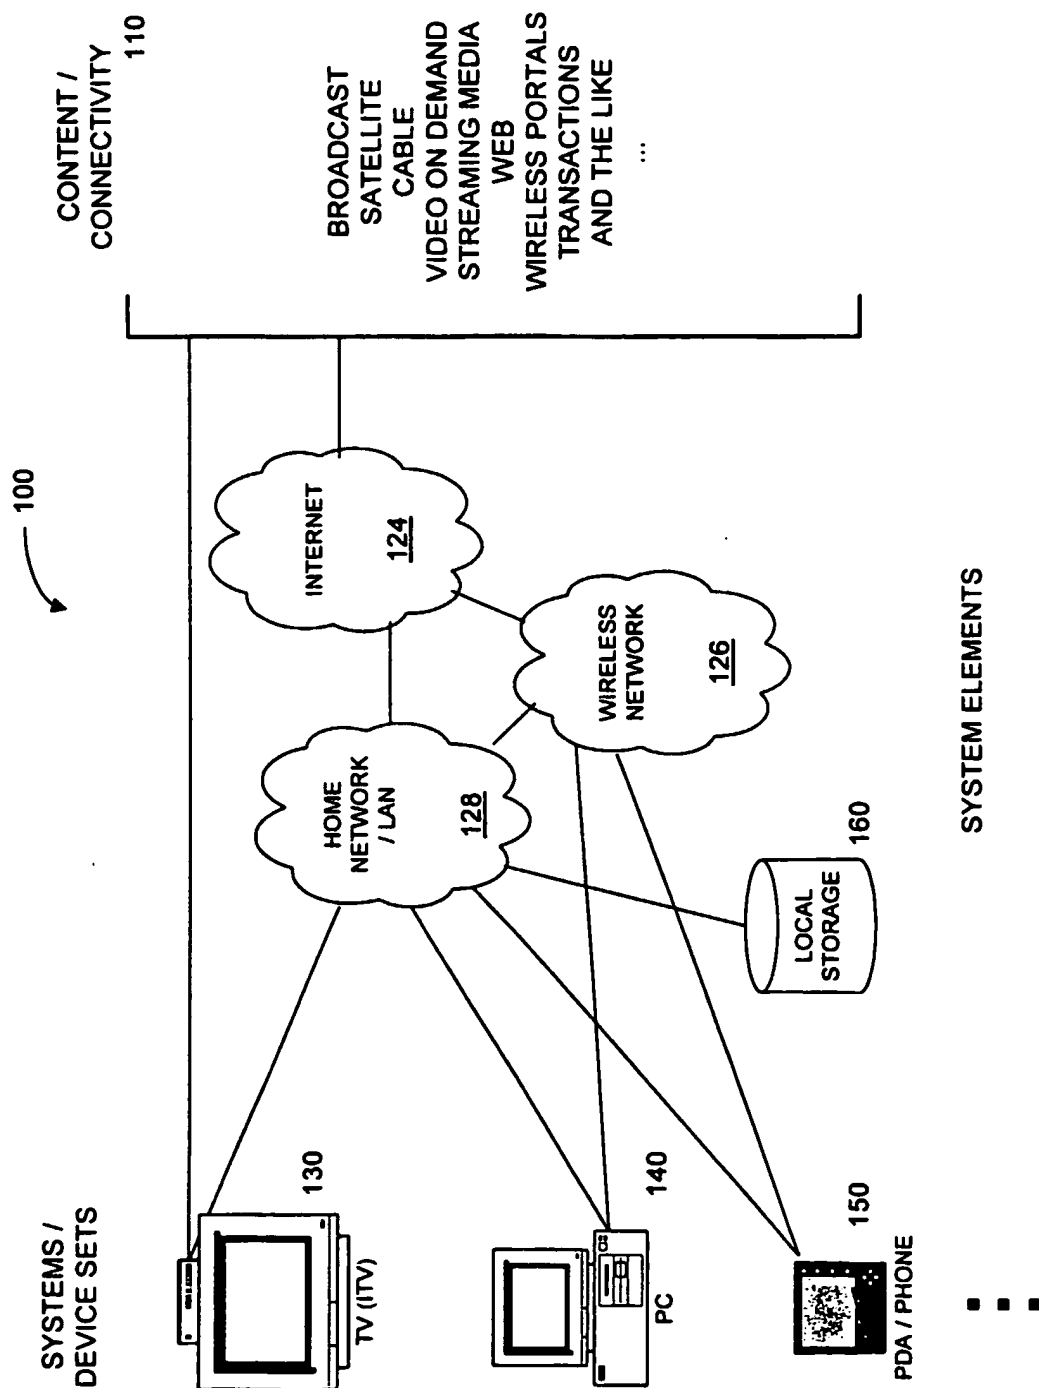 100
SYSTEMS /
DEVICE SETS
CONTENT /
CONNECTIVITY
110
TV (ITV)
130
PC
140
PDA / PHONE
150
HOME
NETWORK
/ LAN
128
INTERNET
124
WIRELESS
NETWORK
126
LOCAL
STORAGE
160
BROADCAST
SATELLITE
CABLE
VIDEO ON DEMAND
STREAMING MEDIA
WEB
WIRELESS PORTALS
TRANSACTIONS
AND THE LIKE
...
SYSTEM ELEMENTS